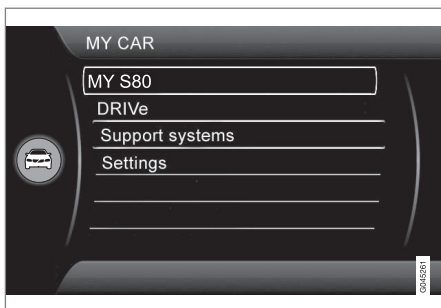 MY CAR
MY S80
DRIVe
Support systems
Settings
G045261